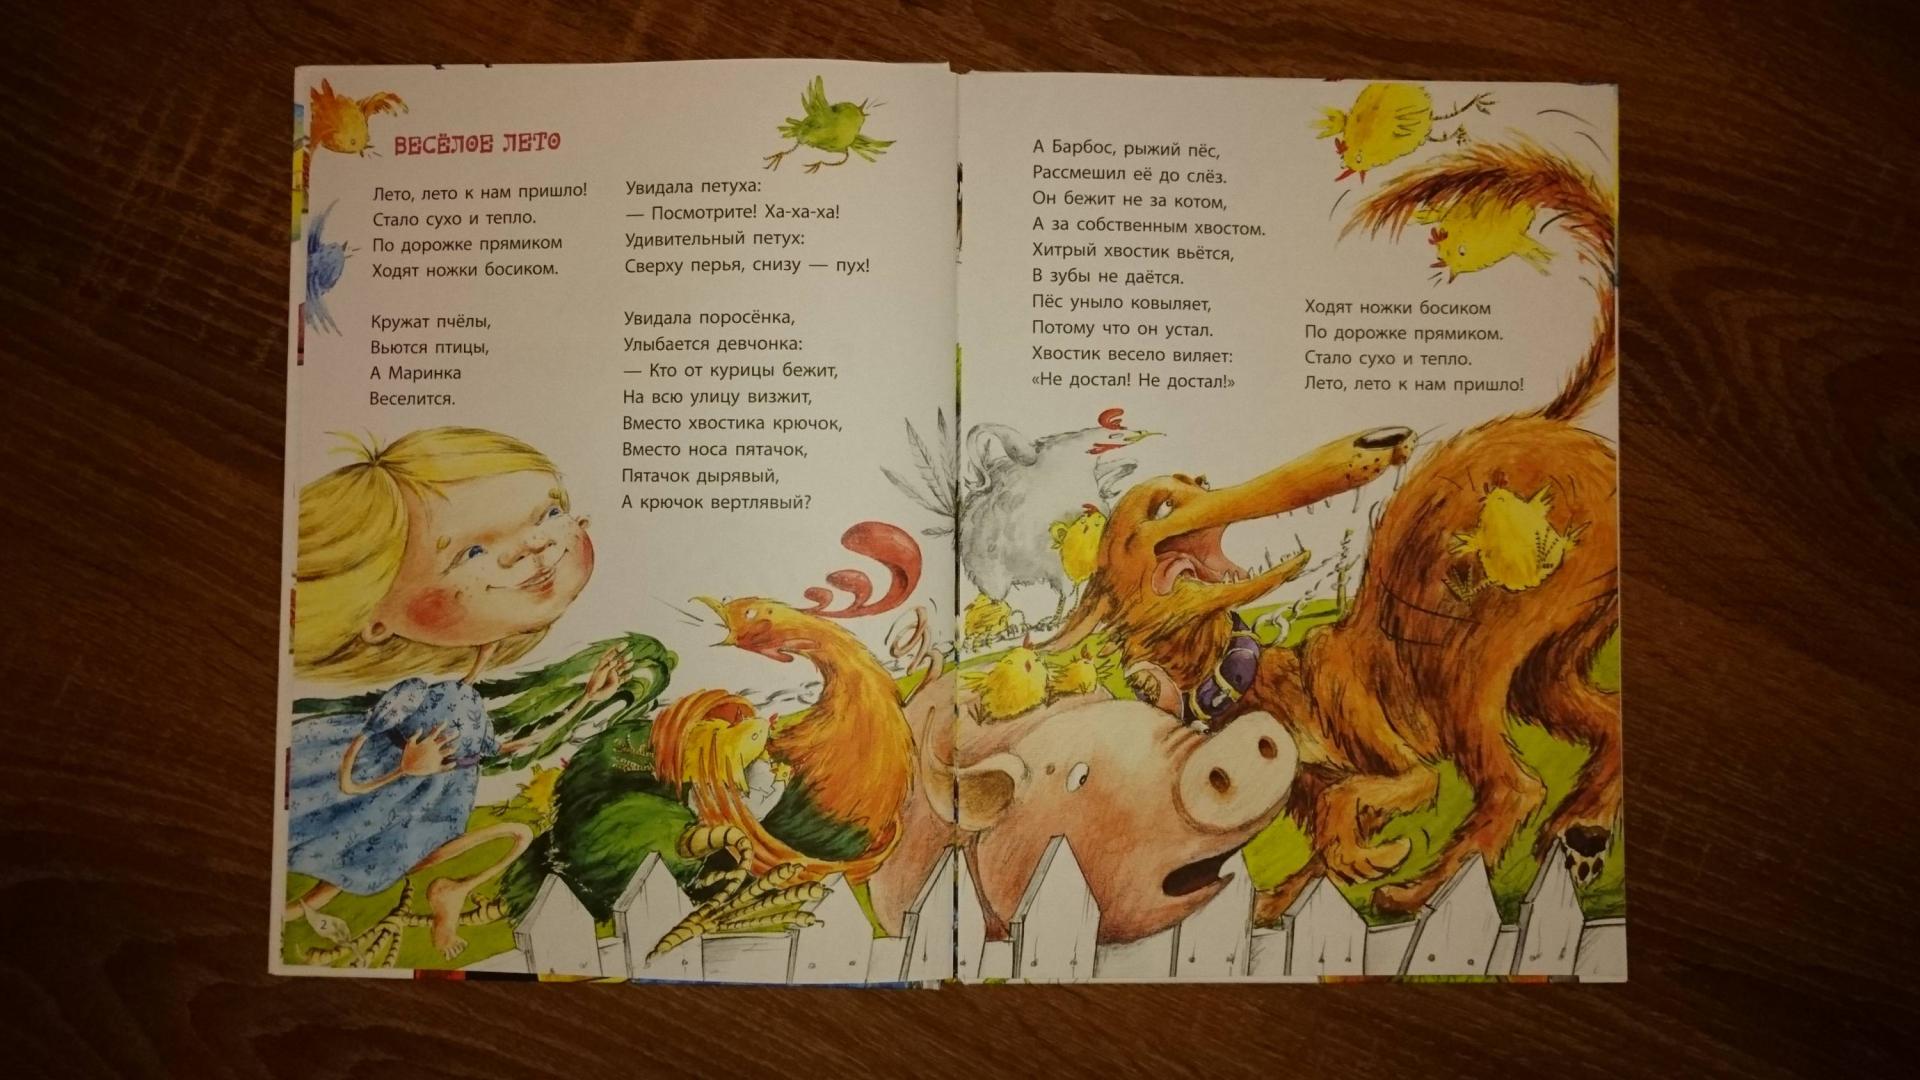 ВЕСЁЛОЕ ЛЕТО
Лето, лето к нам пришло!
Стало сухо и тепло.
По дорожке прямиком
Ходят ножки босиком.
Кружат пчёлы,
Вьются птицы,
А Маринка
Веселится.
Увидала петуха:
— Посмотрите! Ха-ха-ха!
Удивительный петух:
Сверху перья, снизу — пух!
Увидала поросёнка,
Улыбается девчонка:
— Кто от курицы бежит,
На всю улицу визжит,
Вместо хвостика крючок,
Вместо носа пятачок,
Пятачок дырявый,
А крючок вертлявый?
2
А Барбос, рыжий пёс,
Рассмешил её до слёз.
Он бежит не за котом,
А за собственным хвостом.
Хитрый хвостик вьётся,
В зубы не даётся.
Пёс уныло ковыляет,
Потому что он устал.
Хвостик весело виляет:
«Не достал! Не достал!»
Ходят ножки босиком
По дорожке прямиком.
Стало сухо и тепло.
Лето, лето к нам пришло!